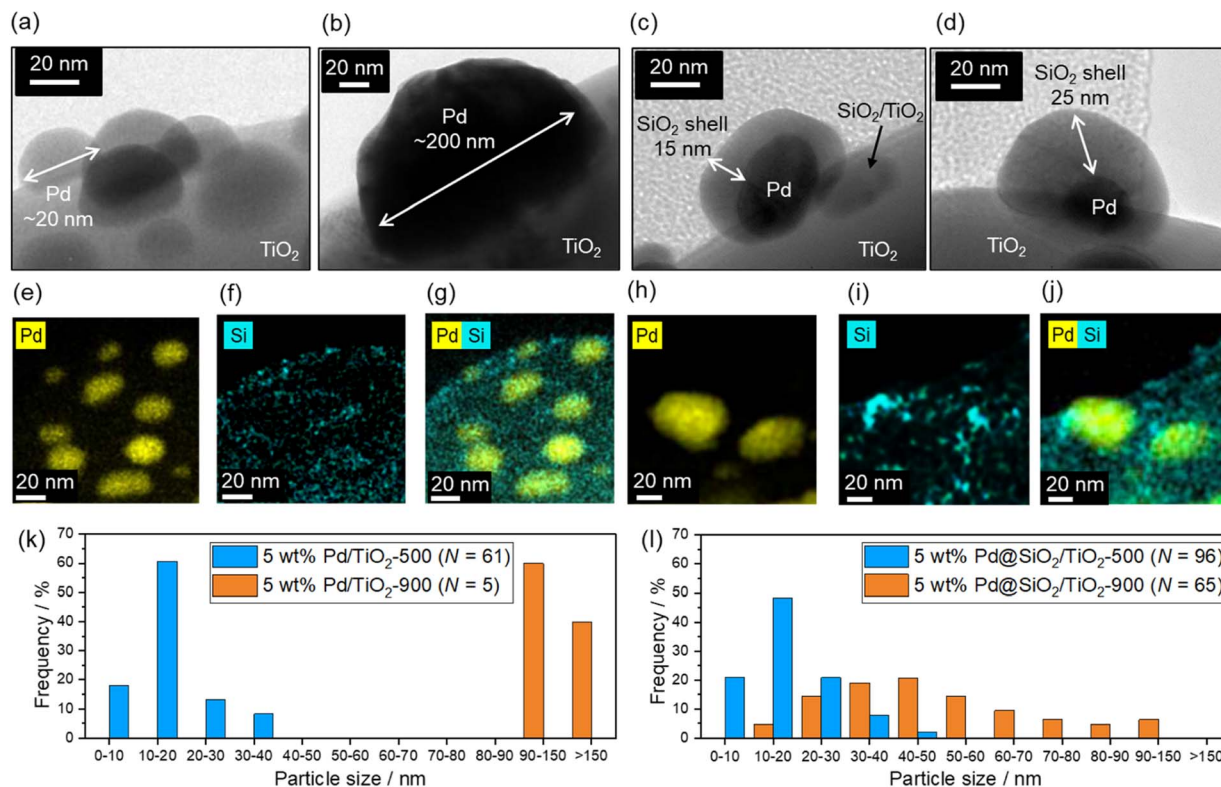 (a)
20 nm
Pd
~20 nm
TiO₂
(b)
20 nm
Pd
~200 nm
TiO₂
(c)
20 nm
SiO₂ shell
15 nm
Pd
SiO₂/TiO₂
(d)
20 nm
SiO₂ shell
25 nm
Pd
TiO₂
(e)
Pd
20 nm
(f)
Si
20 nm
(g)
Pd Si
20 nm
(h)
Pd
20 nm
(i)
Si
20 nm
(j)
Pd Si
20 nm
(k)
5 wt% Pd/TiO₂-500 (N = 61)
5 wt% Pd/TiO₂-900 (N = 5)
Frequency / %
70
60
50
40
30
20
10
0
0-10 10-20 20-30 30-40 40-50 50-60 60-70 70-80 80-90 90-150 >150
Particle size / nm
(l)
5 wt% Pd@SiO₂/TiO₂-500 (N = 96)
5 wt% Pd@SiO₂/TiO₂-900 (N = 65)
Frequency / %
70
60
50
40
30
20
10
0
0-10 10-20 20-30 30-40 40-50 50-60 60-70 70-80 80-90 90-150 >150
Particle size / nm